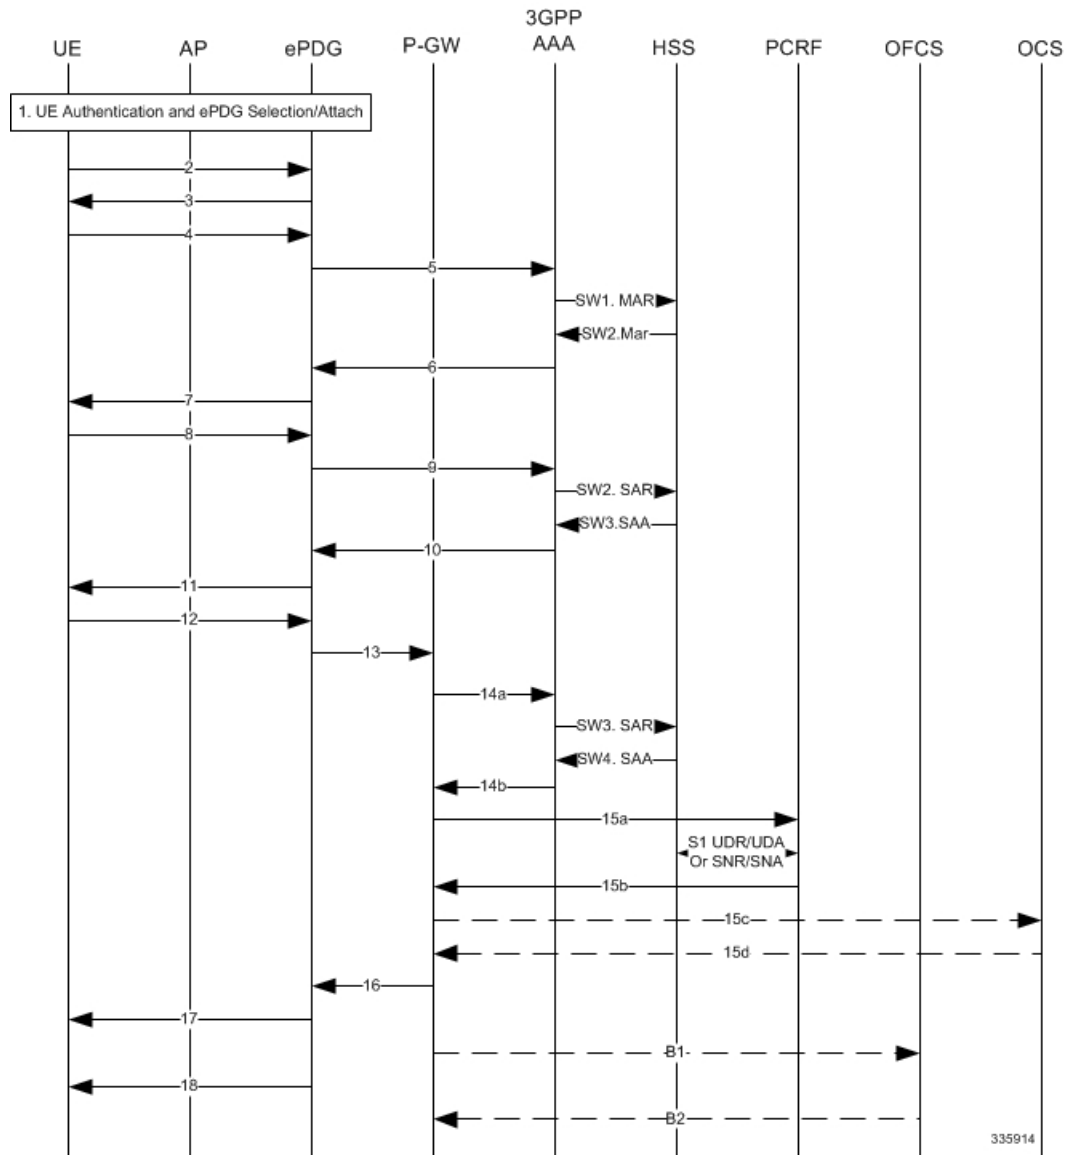 3GPP
UE AP ePDG P-GW AAA HSS PCRF OFCS OCS
1. UE Authentication and ePDG Selection/Attach
2
3
4
5
SW1. MAR
SW2.Mar
6
7
8
9
SW2. SAR
SW3.SAA
10
11
12
13
14a
SW3. SAR
SW4. SAA
14b
15a
S1 UDR/UDA
Or SNR/SNA
15b
15c
15d
16
17
B1
18
B2
335914